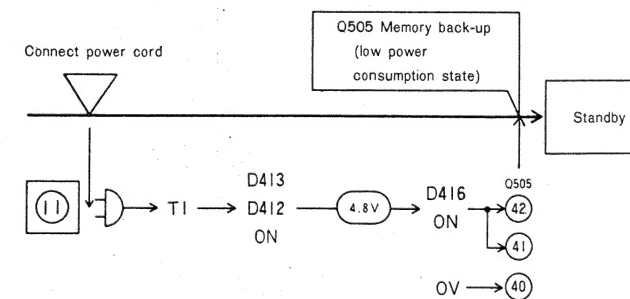 Q505 Memory back-up
(low power
consumption state)
Connect power cord
Standby
D413
D412
ON
T1
4.8V
D416
ON
Q505
42
41
0V
40